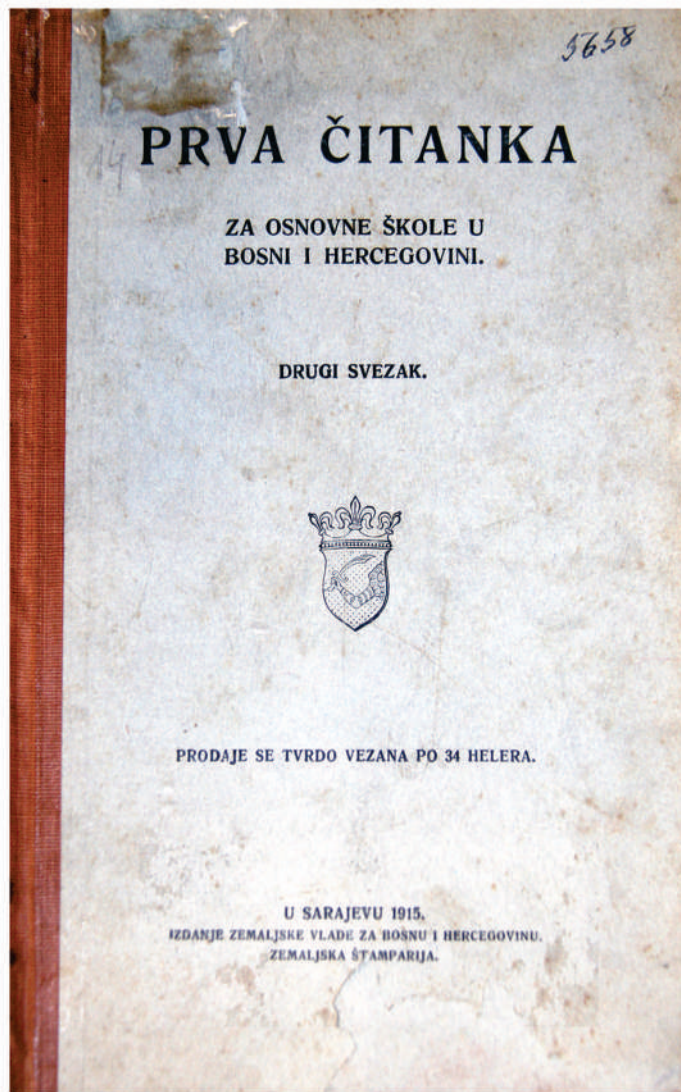 5658
14
PRVA ČITANKA
ZA OSNOVNE ŠKOLE U
BOSNI I HERCEGOVINI.
DRUGI SVEZAK.
PRODAJE SE TVRDO VEZANA PO 34 HELERA.
U SARAJEVU 1915.
IZDANJE ZEMALJSKE VLADE ZA BOSNU I HERCEGOVINU.
ZEMALJSKA ŠTAMPARIJA.